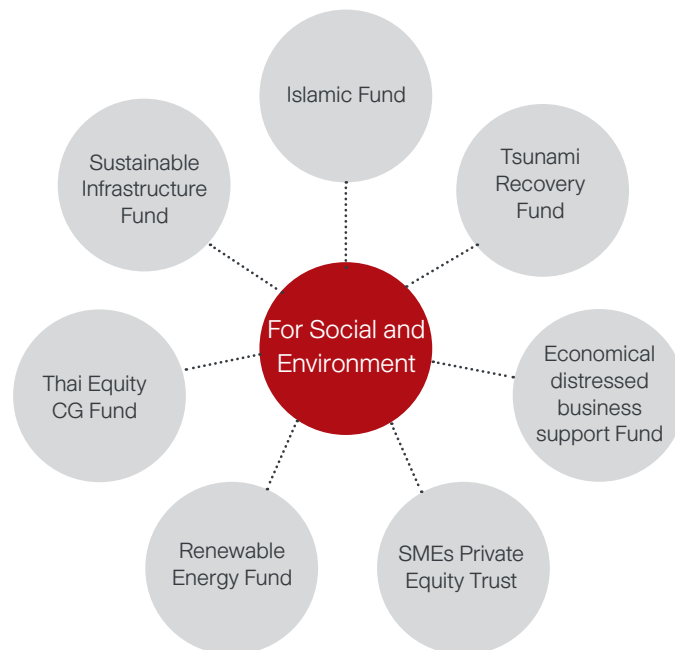 Islamic Fund
Tsunami
Recovery
Fund
Economical
distressed
business
support Fund
SMEs Private
Equity Trust
Renewable
Energy Fund
Thai Equity
CG Fund
Sustainable
Infrastructure
Fund
For Social and
Environment